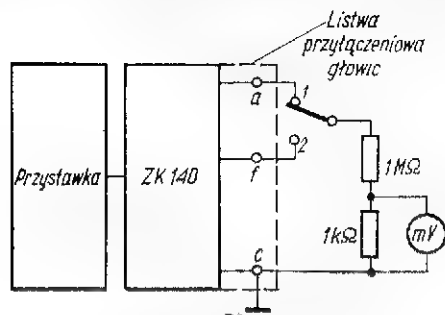 Listwa
przyłączeniowa
głowic
a
1
2
f
1MΩ
Przystawka
ZK 140
1kΩ
mV
c